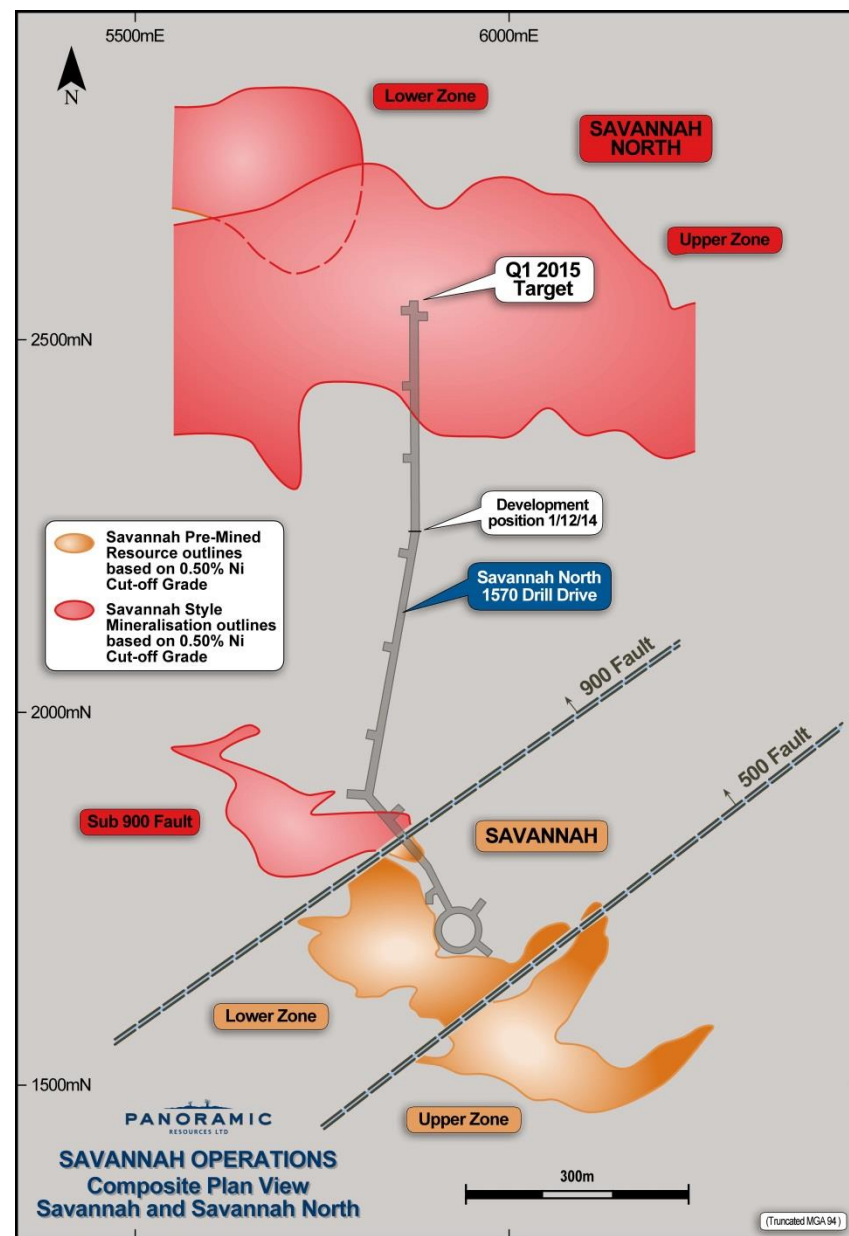 5500mE
6000mE
N
Lower Zone
SAVANNAH
NORTH
Upper Zone
Q1 2015
Target
2500mN
Development
position 1/12/14
Savannah Pre-Mined
Resource outlines
based on 0.50% Ni
Cut-off Grade
Savannah North
1570 Drill Drive
Savannah Style
Mineralisation outlines
based on 0.50% Ni
Cut-off Grade
900 Fault
2000mN
500 Fault
Sub 900 Fault
SAVANNAH
Lower Zone
1500mN
Upper Zone
PANORAMIC
RESOURCES LTD
SAVANNAH OPERATIONS
Composite Plan View
Savannah and Savannah North
300m
(Truncated MGA 94 )